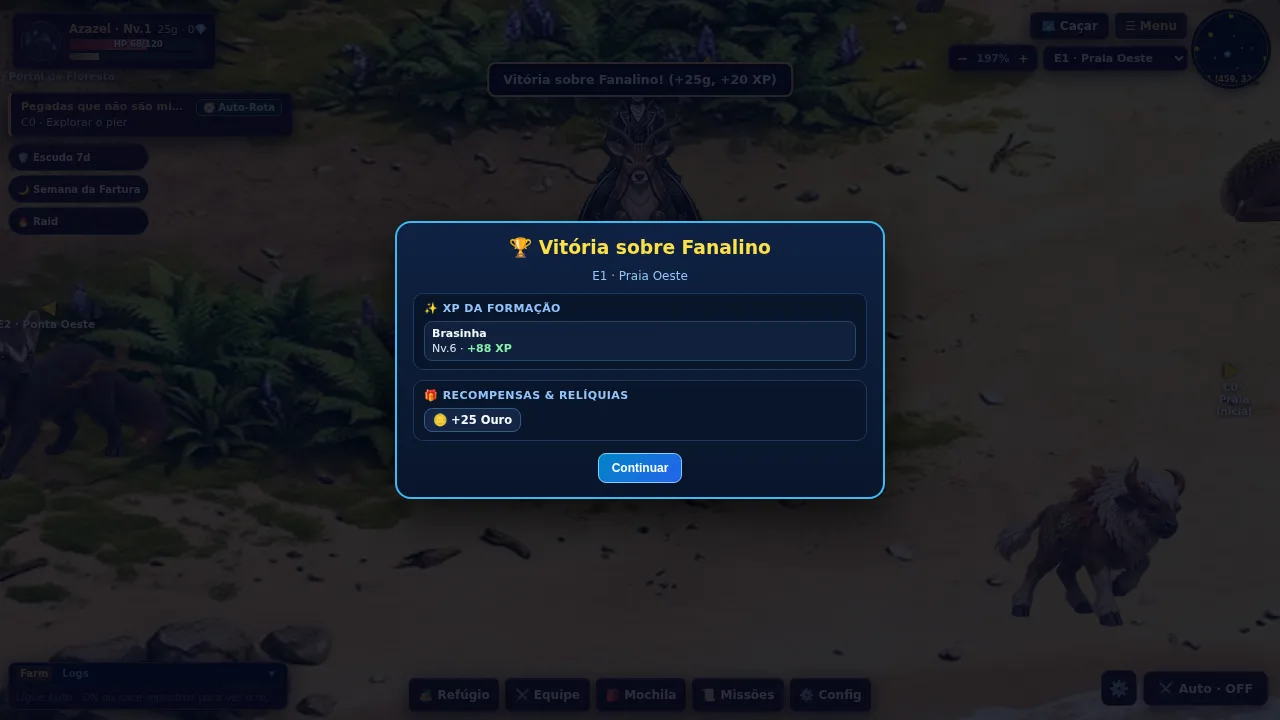 Azazel · Nv.1 25g · 0💎
HP 68/120
Portal da Floresta
Pegadas que não são mi... 🧭 Auto-Rota
C0 · Explorar o píer
🛡️ Escudo 7d
🌙 Semana da Fartura
🔥 Raid
Vitória sobre Fanalino! (+25g, +20 XP)
🗺️ Caçar
☰ Menu
− 197% +
E1 · Praia Oeste
🏆 Vitória sobre Fanalino
E1 · Praia Oeste
✨ XP DA FORMAÇÃO
Brasinha
Nv.6 · +88 XP
🎁 RECOMPENSAS & RELÍQUIAS
🪙 +25 Ouro
Continuar
E2 · Ponta Oeste
C0 ·
Praia
Inicial
Farm Logs
Refúgio
⚔️ Equipe
🎒 Mochila
📜 Missões
⚙️ Config
⚔️ Auto · OFF